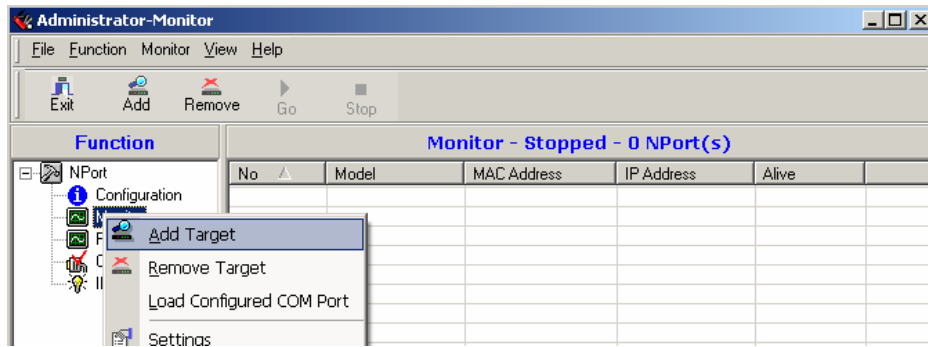 Administrator-Monitor
File Function Monitor View Help
Exit Add Remove Go Stop
Function
Monitor - Stopped - 0 NPort(s)
NPort
No Model MAC Address IP Address Alive
Configuration
Add Target
Remove Target
Load Configured COM Port
Settings